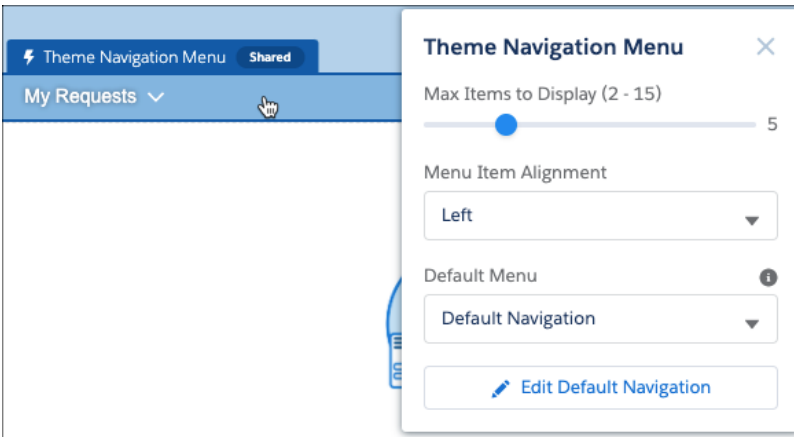 Theme Navigation Menu Shared
My Requests
Theme Navigation Menu
Max Items to Display (2 - 15)
5
Menu Item Alignment
Left
Default Menu
Default Navigation
Edit Default Navigation